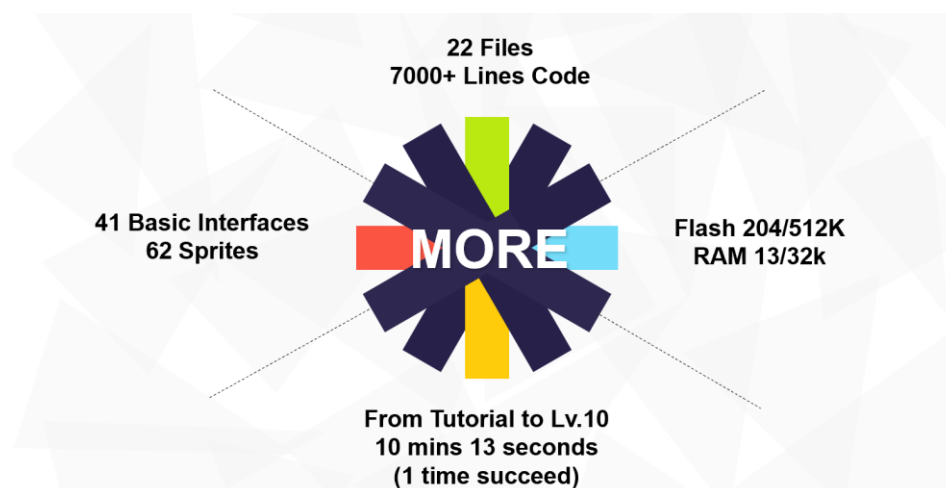 22 Files
7000+ Lines Code
41 Basic Interfaces
62 Sprites
MORE
Flash 204/512K
RAM 13/32k
From Tutorial to Lv.10
10 mins 13 seconds
(1 time succeed)